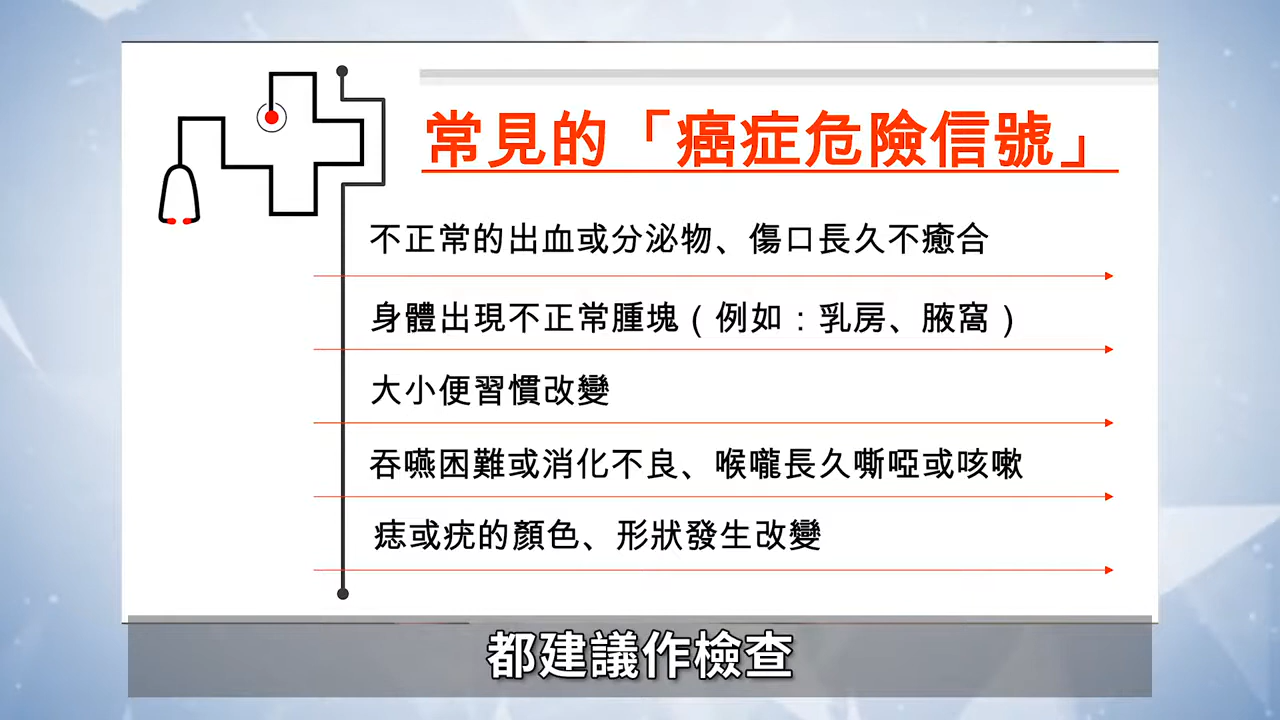 常見的「癌症危險信號」
不正常的出血或分泌物、傷口長久不癒合
身體出現不正常腫塊（例如：乳房、腋窩）
大小便習慣改變
吞嚥困難或消化不良、喉嚨長久嘶啞或咳嗽
痣或疣的顏色、形狀發生改變
都建議作檢查